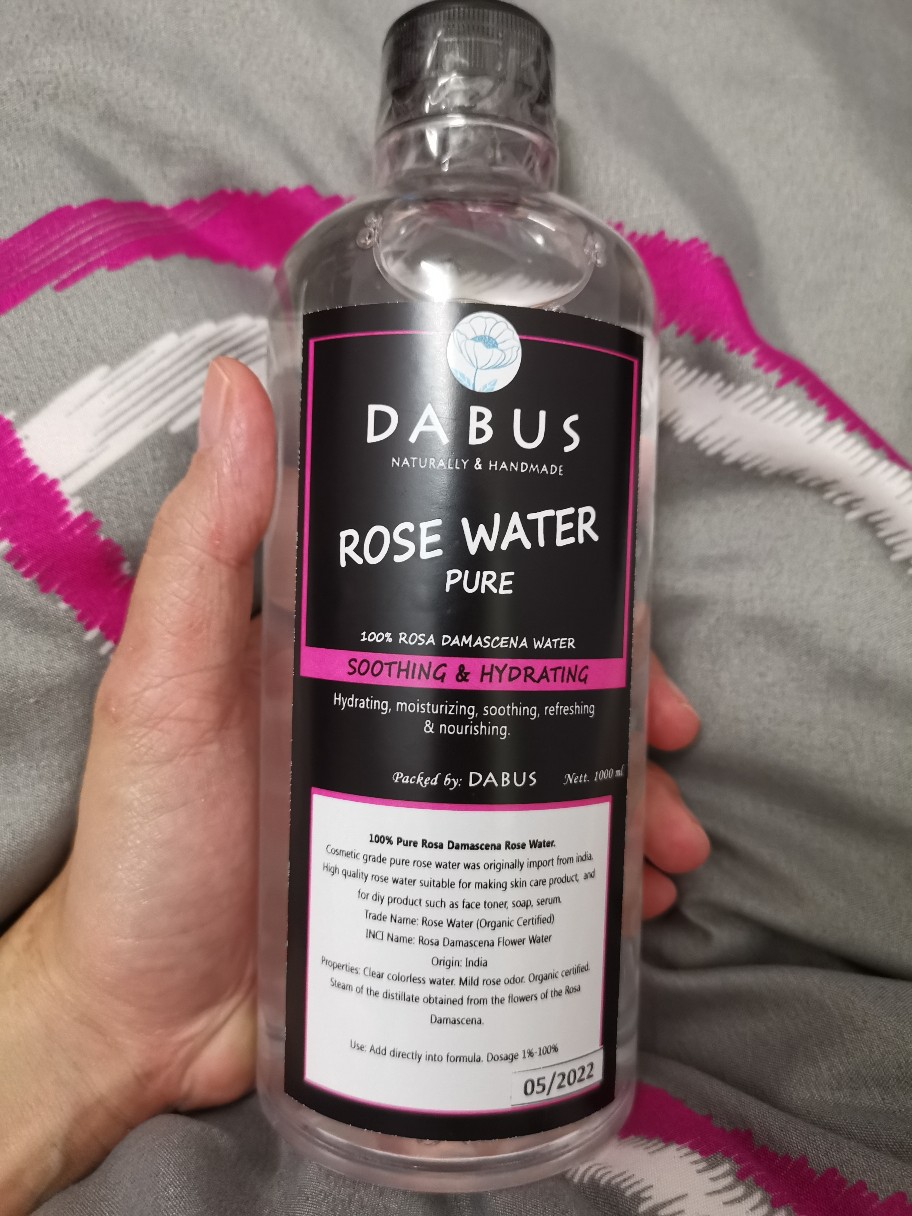 DABUS
NATURALLY & HANDMADE
ROSE WATER
PURE
100% ROSA DAMASCENA WATER
SOOTHING & HYDRATING
Hydrating, moisturizing, soothing, refreshing
& nourishing.
Packed by: DABUS Nett. 1000 ml
100% Pure Rosa Damascena Rose Water.
Cosmetic grade pure rose water was originally import from india.
High quality rose water suitable for making skin care product, and
for diy product such as face toner, soap, serum.
Trade Name: Rose Water (Organic Certified)
INCI Name: Rosa Damascena Flower Water
Origin: India
Properties: Clear colorless water. Mild rose odor. Organic certified.
Steam of the distillate obtained from the flowers of the Rosa
Damascena.
Use: Add directly into formula. Dosage 1%-100%
05/2022